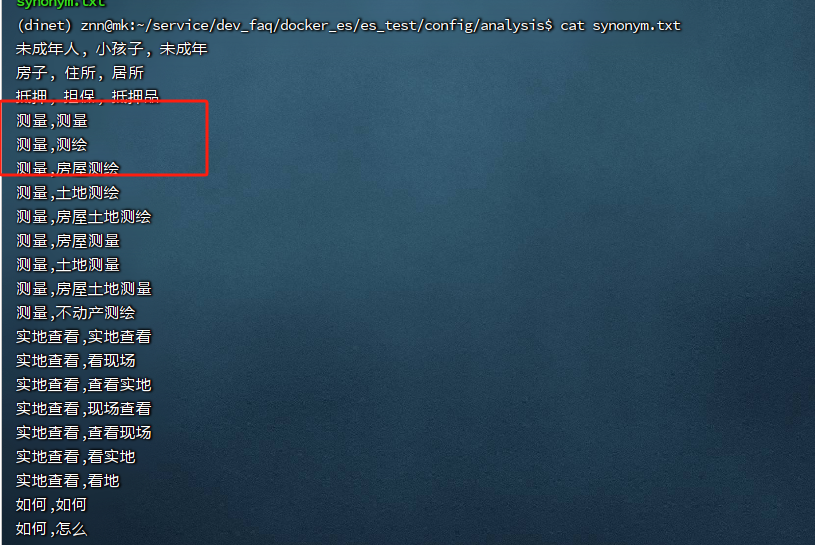 synonym.txt
(dinet) znn@mk:~/service/dev_faq/docker_es/es_test/config/analysis$ cat synonym.txt
未成年人, 小孩子, 未成年
房子, 住所, 居所
抵押, 担保, 抵押品
测量,测量
测量,测绘
测量,房屋测绘
测量,土地测绘
测量,房屋土地测绘
测量,房屋测量
测量,土地测量
测量,房屋土地测量
测量,不动产测绘
实地查看,实地查看
实地查看,看现场
实地查看,查看实地
实地查看,现场查看
实地查看,查看现场
实地查看,看实地
实地查看,看地
如何,如何
如何,怎么